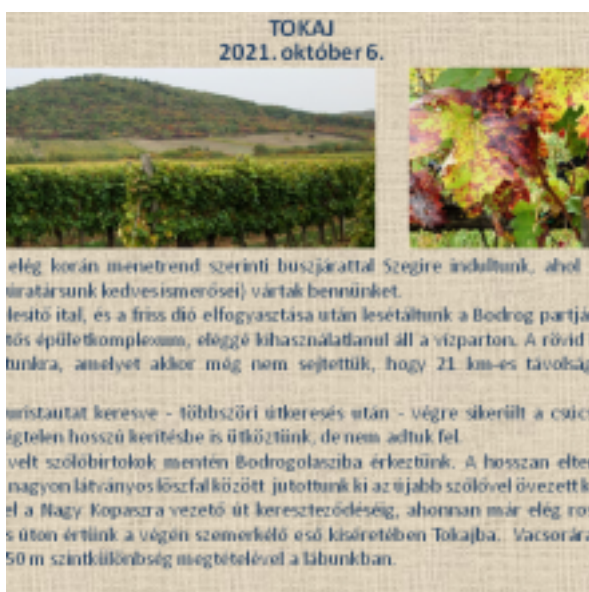 TOKAJ
2021. október 6.
elég korán menetrend szerinti buszjárattal Szegire indultunk, ahol
túratársunk kedves ismerősei) vártak bennünket.
ital, és a friss dió elfogyasztása után lesétáltunk a Bodrog
épületkomplexum, eléggé kihasználatlanul áll a vízparton. A rövid
amelyet akkor még nem sejtettük, hogy 21 km-es
keresve - többszöri útkeresés után - végre sikerült a
hosszú kerítésbe is ütköztünk, de nem adtuk fel.
szőlőbirtokok mentén Bodrogolasziba érkeztünk. A hosszan
nagyon látványos löszfal között jutottunk ki az újabb szőlővel övezett
a Nagy Kopaszra vezető út kereszteződéséig, ahonnan már elég
úton értünk a végén szemerkélő eső kíséretében Tokajba.. Vacsorára
50 m szintkülönbség megtételével a lábunkban.